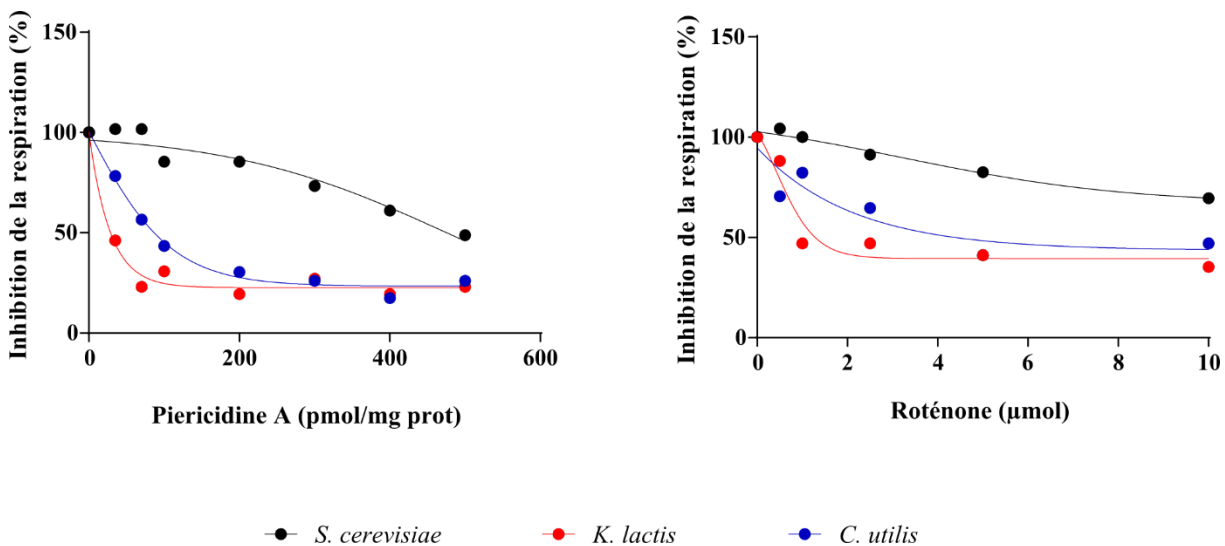 Inhibition de la respiration (%)
150
100
50
0
0
200
400
600
Piericidine A (pmol/mg prot)
Inhibition de la respiration (%)
150
100
50
0
0
2
4
6
8
10
Roténone (µmol)
S. cerevisiae
K. lactis
C. utilis